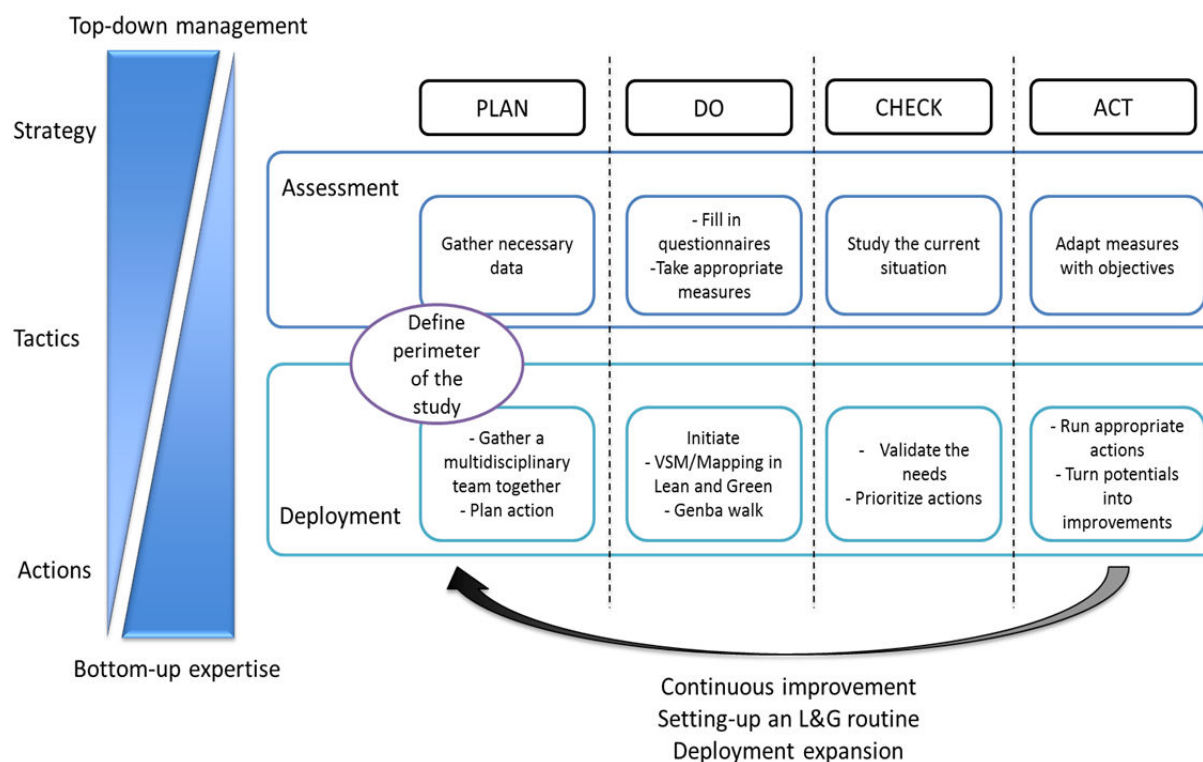 Top-down management
Strategy
Tactics
Actions
Bottom-up expertise
PLAN
DO
CHECK
ACT
Assessment
Gather necessary
data
- Fill in
questionnaires
-Take appropriate
measures
Study the current
situation
Adapt measures
with objectives
Define
perimeter
of the
study
Deployment
- Gather a
multidisciplinary
team together
- Plan action
Initiate
- VSM/Mapping in
Lean and Green
- Genba walk
- Validate the
needs
- Prioritize actions
- Run appropriate
actions
- Turn potentials
into
improvements
Continuous improvement
Setting-up an L&G routine
Deployment expansion